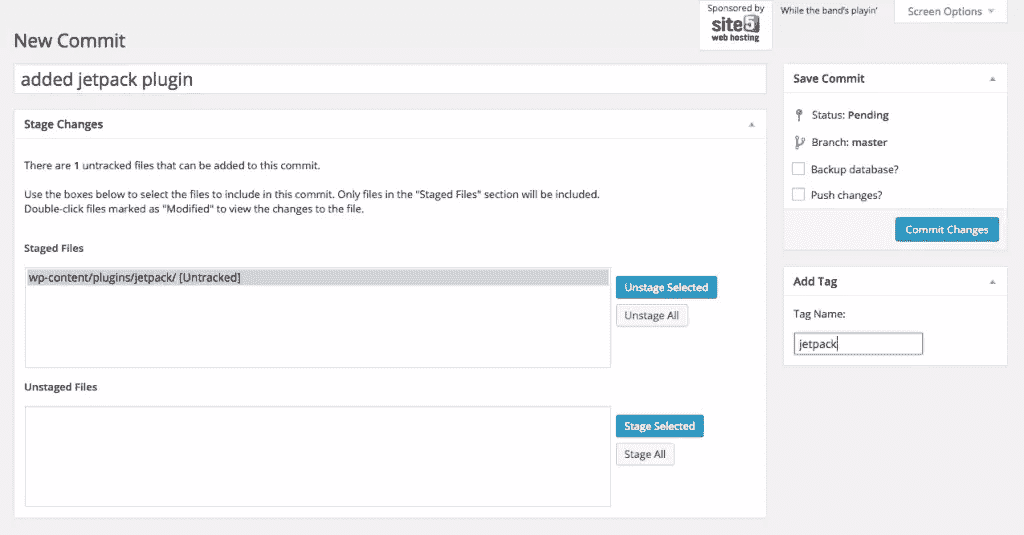 Sponsored by
site5
web hosting
While the band's playin'
Screen Options
New Commit
added jetpack plugin
Stage Changes
There are 1 untracked files that can be added to this commit.
Use the boxes below to select the files to include in this commit. Only files in the "Staged Files" section will be included.
Double-click files marked as "Modified" to view the changes to the file.
Staged Files
wp-content/plugins/jetpack/ [Untracked]
Unstage Selected
Unstage All
Unstaged Files
Stage Selected
Stage All
Save Commit
Status: Pending
Branch: master
Backup database?
Push changes?
Commit Changes
Add Tag
Tag Name:
jetpack